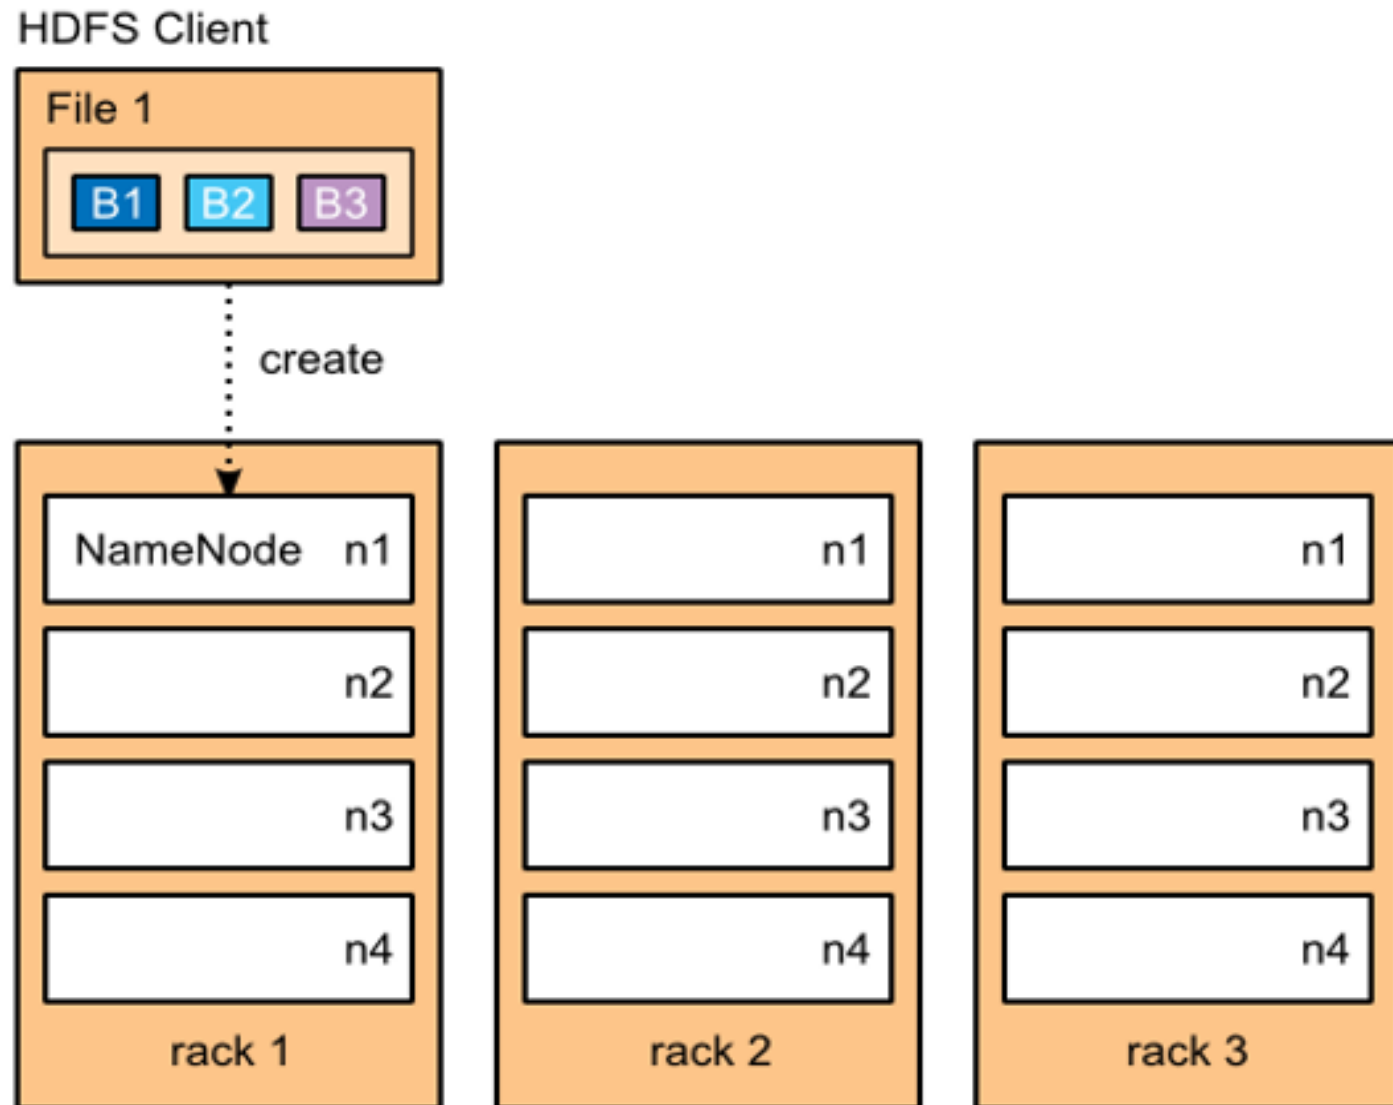 HDFS Client
File 1
B1 B2 B3
create
NameNode n1
n2
n3
n4
rack 1
n1
n2
n3
n4
rack 2
n1
n2
n3
n4
rack 3